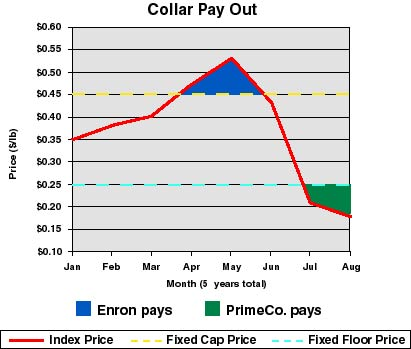 Collar Pay Out
$0.60
$0.55
$0.50
$0.45
$0.40
$0.35
$0.30
$0.25
$0.20
$0.15
$0.10
Price ($/lb)
Jan Feb Mar Apr May Jun Jul Aug
Month (5 years total)
Enron pays PrimeCo. pays
Index Price Fixed Cap Price Fixed Floor Price